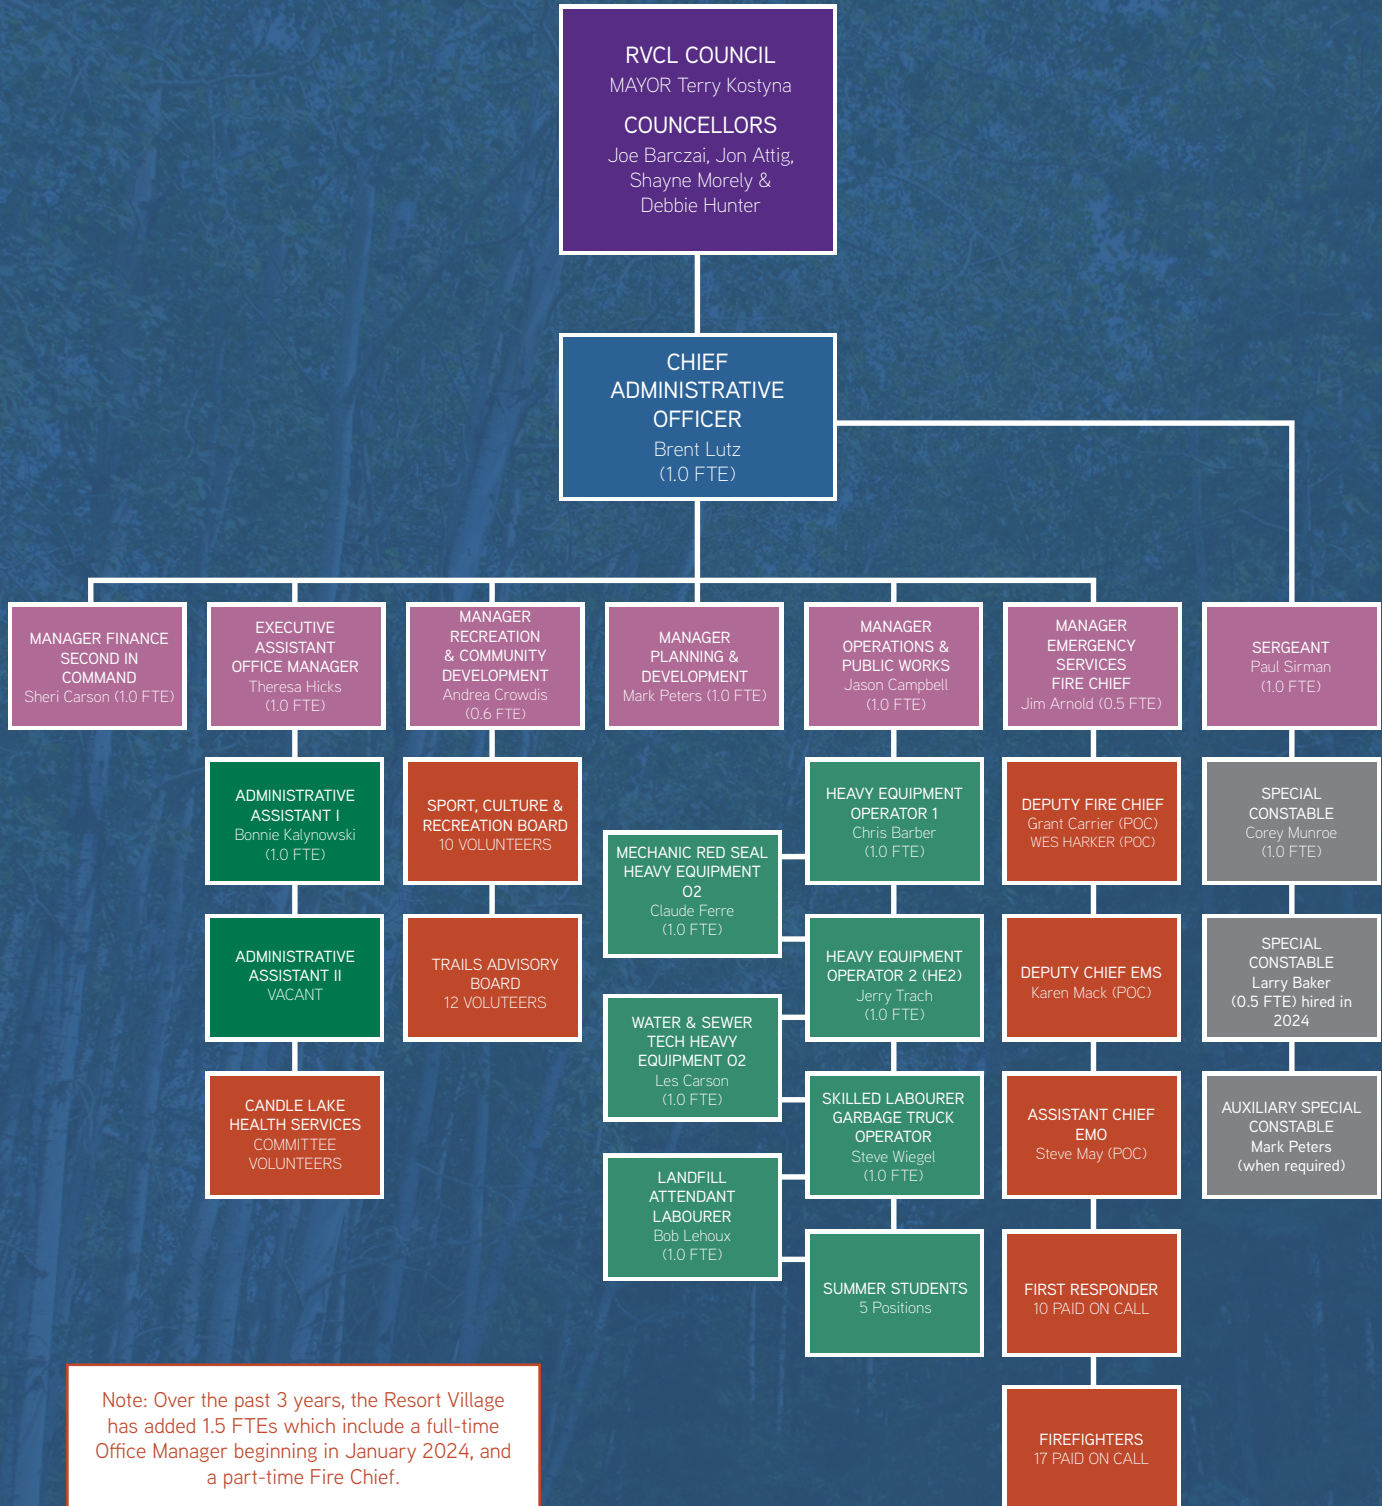 RVCL COUNCIL
MAYOR Terry Kostyna
COUNCELLORS
Joe Barczai, Jon Attig,
Shayne Morely &
Debbie Hunter
CHIEF
ADMINISTRATIVE
OFFICER
Brent Lutz
(1.0 FTE)
MANAGER FINANCE
SECOND IN
COMMAND
Sheri Carson (1.0 FTE)
EXECUTIVE
ASSISTANT
OFFICE MANAGER
Theresa Hicks
(1.0 FTE)
MANAGER
RECREATION
& COMMUNITY
DEVELOPMENT
Andrea Crowdis
(0.6 FTE)
MANAGER
PLANNING &
DEVELOPMENT
Mark Peters (1.0 FTE)
MANAGER
OPERATIONS &
PUBLIC WORKS
Jason Campbell
(1.0 FTE)
MANAGER
EMERGENCY
SERVICES
FIRE CHIEF
Jim Arnold (0.5 FTE)
SERGEANT
Paul Sirman
(1.0 FTE)
ADMINISTRATIVE
ASSISTANT I
Bonnie Kalynowski
(1.0 FTE)
SPORT, CULTURE &
RECREATION BOARD
10 VOLUNTEERS
MECHANIC RED SEAL
HEAVY EQUIPMENT
O2
Claude Ferre
(1.0 FTE)
HEAVY EQUIPMENT
OPERATOR 1
Chris Barber
(1.0 FTE)
DEPUTY FIRE CHIEF
Grant Carrier (POC)
WES HARKER (POC)
SPECIAL
CONSTABLE
Corey Munroe
(1.0 FTE)
ADMINISTRATIVE
ASSISTANT II
VACANT
TRAILS ADVISORY
BOARD
12 VOLUTEERS
WATER & SEWER
TECH HEAVY
EQUIPMENT O2
Les Carson
(1.0 FTE)
HEAVY EQUIPMENT
OPERATOR 2 (HE2)
Jerry Trach
(1.0 FTE)
DEPUTY CHIEF EMS
Karen Mack (POC)
SPECIAL
CONSTABLE
Larry Baker
(0.5 FTE) hired in
2024
CANDLE LAKE
HEALTH SERVICES
COMMITTEE
VOLUNTEERS
LANDFILL
ATTENDANT
LABOURER
Bob Lehoux
(1.0 FTE)
SKILLED LABOURER
GARBAGE TRUCK
OPERATOR
Steve Wiegel
(1.0 FTE)
ASSISTANT CHIEF
EMO
Steve May (POC)
AUXILIARY SPECIAL
CONSTABLE
Mark Peters
(when required)
SUMMER STUDENTS
5 Positions
FIRST RESPONDER
10 PAID ON CALL
FIREFIGHTERS
17 PAID ON CALL
Note: Over the past 3 years, the Resort Village
has added 1.5 FTEs which include a full-time
Office Manager beginning in January 2024, and
a part-time Fire Chief.